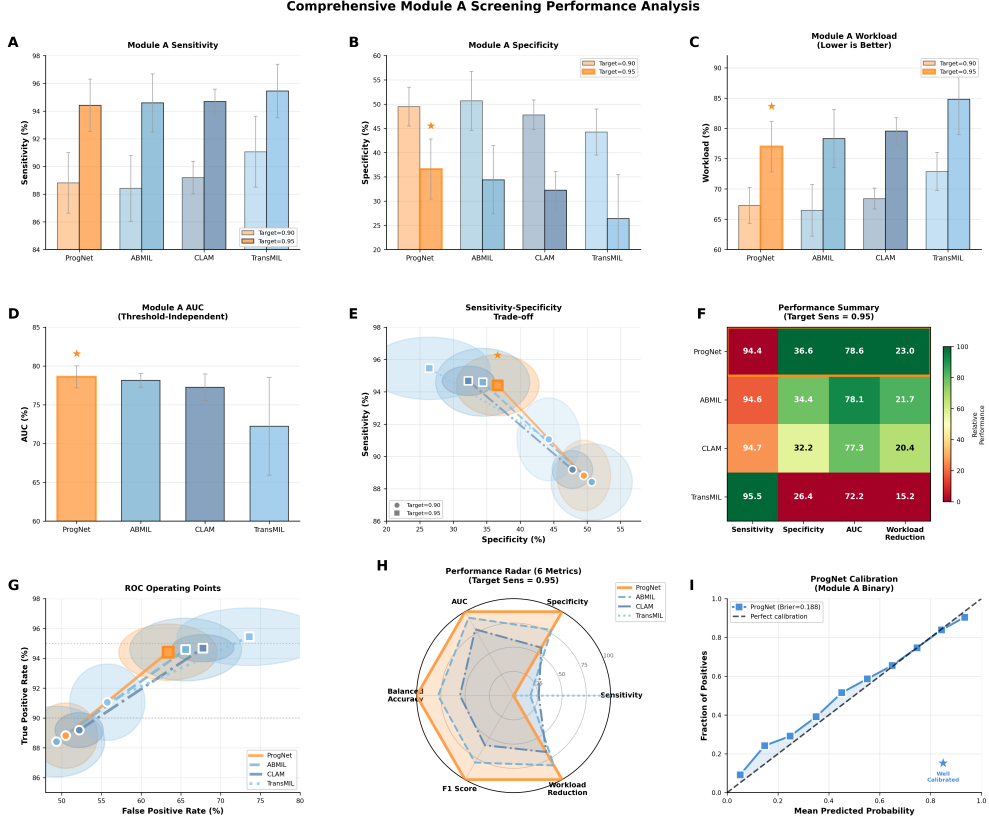 Comprehensive Module A Screening Performance Analysis
A
Module A Sensitivity
Sensitivity (%)
98
96
94
92
90
88
86
84
Target=0.90
Target=0.95
ProgNet
ABMIL
CLAM
TransMIL
B
Module A Specificity
Specificity (%)
60
55
50
45
40
35
30
25
20
Target=0.90
Target=0.95
ProgNet
ABMIL
CLAM
TransMIL
C
Module A Workload
(Lower is Better)
Workload (%)
90
85
80
75
70
65
60
Target=0.90
Target=0.95
ProgNet
ABMIL
CLAM
TransMIL
D
Module A AUC
(Threshold-Independent)
AUC (%)
85
80
75
70
65
60
ProgNet
ABMIL
CLAM
TransMIL
E
Sensitivity-Specificity
Trade-off
Sensitivity (%)
98
96
94
92
90
88
86
Target=0.90
Target=0.95
20 25 30 35 40 45 50 55
Specificity (%)
F
Performance Summary
(Target Sens = 0.95)
ProgNet 94.4 36.6 78.6 23.0
ABMIL 94.6 34.4 78.1 21.7
CLAM 94.7 32.2 77.3 20.4
TransMIL 95.5 26.4 72.2 15.2
Sensitivity Specificity AUC Workload
Reduction
100
80
60
40
20
0
Relative
Performance
G
ROC Operating Points
True Positive Rate (%)
98
96
94
92
90
88
86
ProgNet
ABMIL
CLAM
TransMIL
50 55 60 65 70 75 80
False Positive Rate (%)
H
Performance Radar (6 Metrics)
(Target Sens = 0.95)
ProgNet
ABMIL
CLAM
TransMIL
AUC
Specificity
100
75
50
25
Balanced
Accuracy
Sensitivity
F1 Score
Workload
Reduction
I
ProgNet Calibration
(Module A Binary)
Fraction of Positives
1.0
0.8
0.6
0.4
0.2
0.0
ProgNet (Brier=0.188)
Perfect calibration
Well
Calibrated
0.0 0.2 0.4 0.6 0.8 1.0
Mean Predicted Probability